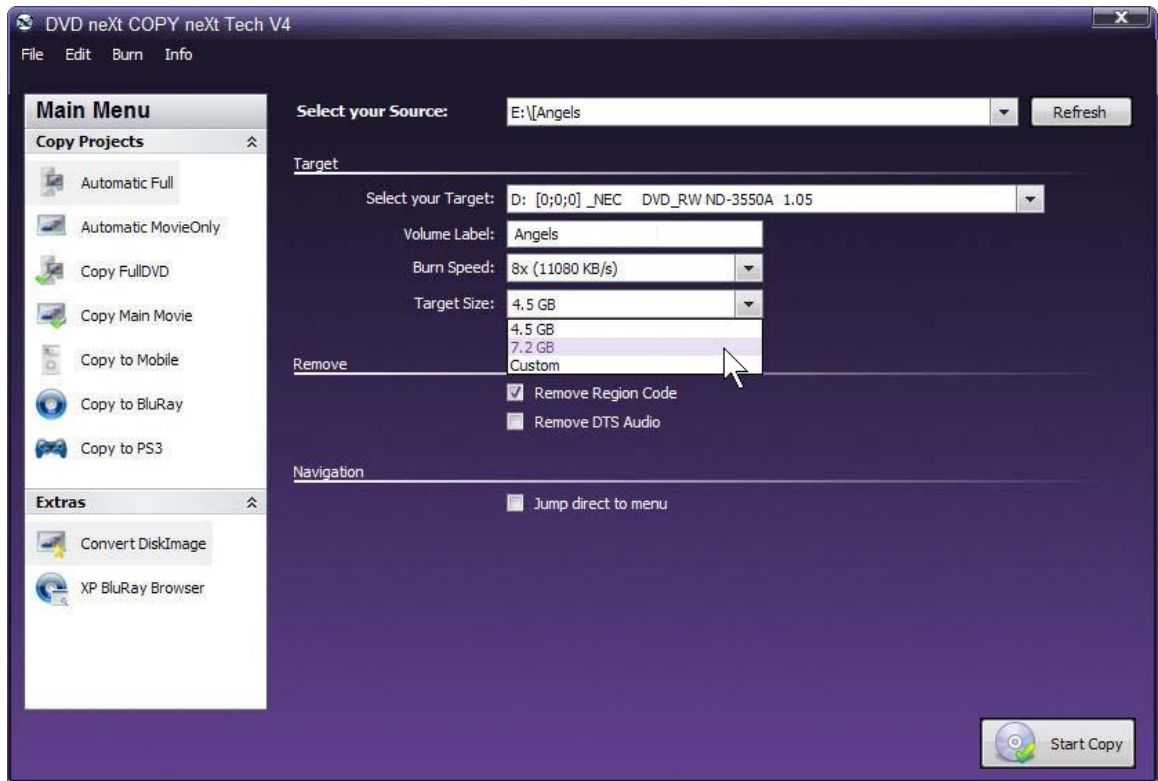 DVD neXt COPY neXt Tech V4
X
File Edit Burn Info
Main Menu
Copy Projects
Automatic Full
Automatic MovieOnly
Copy FullDVD
Copy Main Movie
Copy to Mobile
Copy to BluRay
Copy to PS3
Extras
Convert DiskImage
XP BluRay Browser
Select your Source: E:\[Angels Refresh
Target
Select your Target: D: [0;0;0] _NEC DVD_RW ND-3550A 1.05
Volume Label: Angels
Burn Speed: 8x (11080 KB/s)
Target Size: 4.5 GB
4.5 GB
7.2 GB
Custom
Remove
Remove Region Code
Remove DTS Audio
Navigation
Jump direct to menu
Start Copy